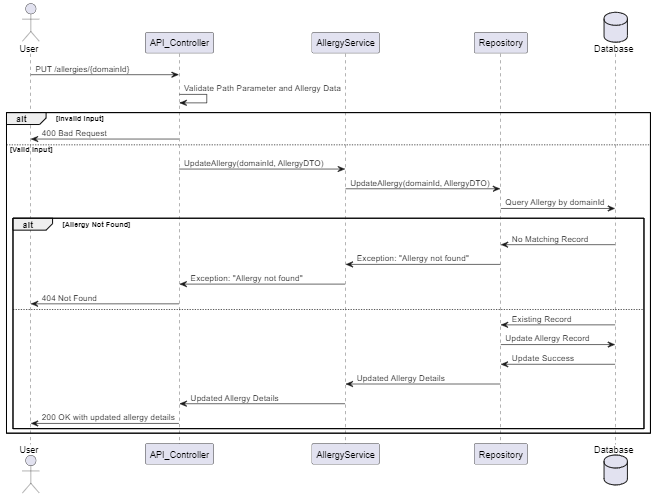 User
API_Controller
AllergyService
Repository
Database
PUT /allergies/{domainId}
Validate Path Parameter and Allergy Data
alt [Invalid Input]
400 Bad Request
[Valid Input]
UpdateAllergy(domainId, AllergyDTO)
UpdateAllergy(domainId, AllergyDTO)
Query Allergy by domainId
alt [Allergy Not Found]
No Matching Record
Exception: "Allergy not found"
Exception: "Allergy not found"
404 Not Found
Existing Record
Update Allergy Record
Update Success
Updated Allergy Details
Updated Allergy Details
200 OK with updated allergy details
User
API_Controller
AllergyService
Repository
Database